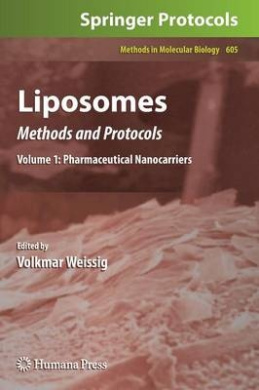 Springer Protocols
Methods in Molecular Biology 605
Liposomes
Methods and Protocols
Volume 1: Pharmaceutical Nanocarriers
Edited by
Volkmar Weissig
Humana Press